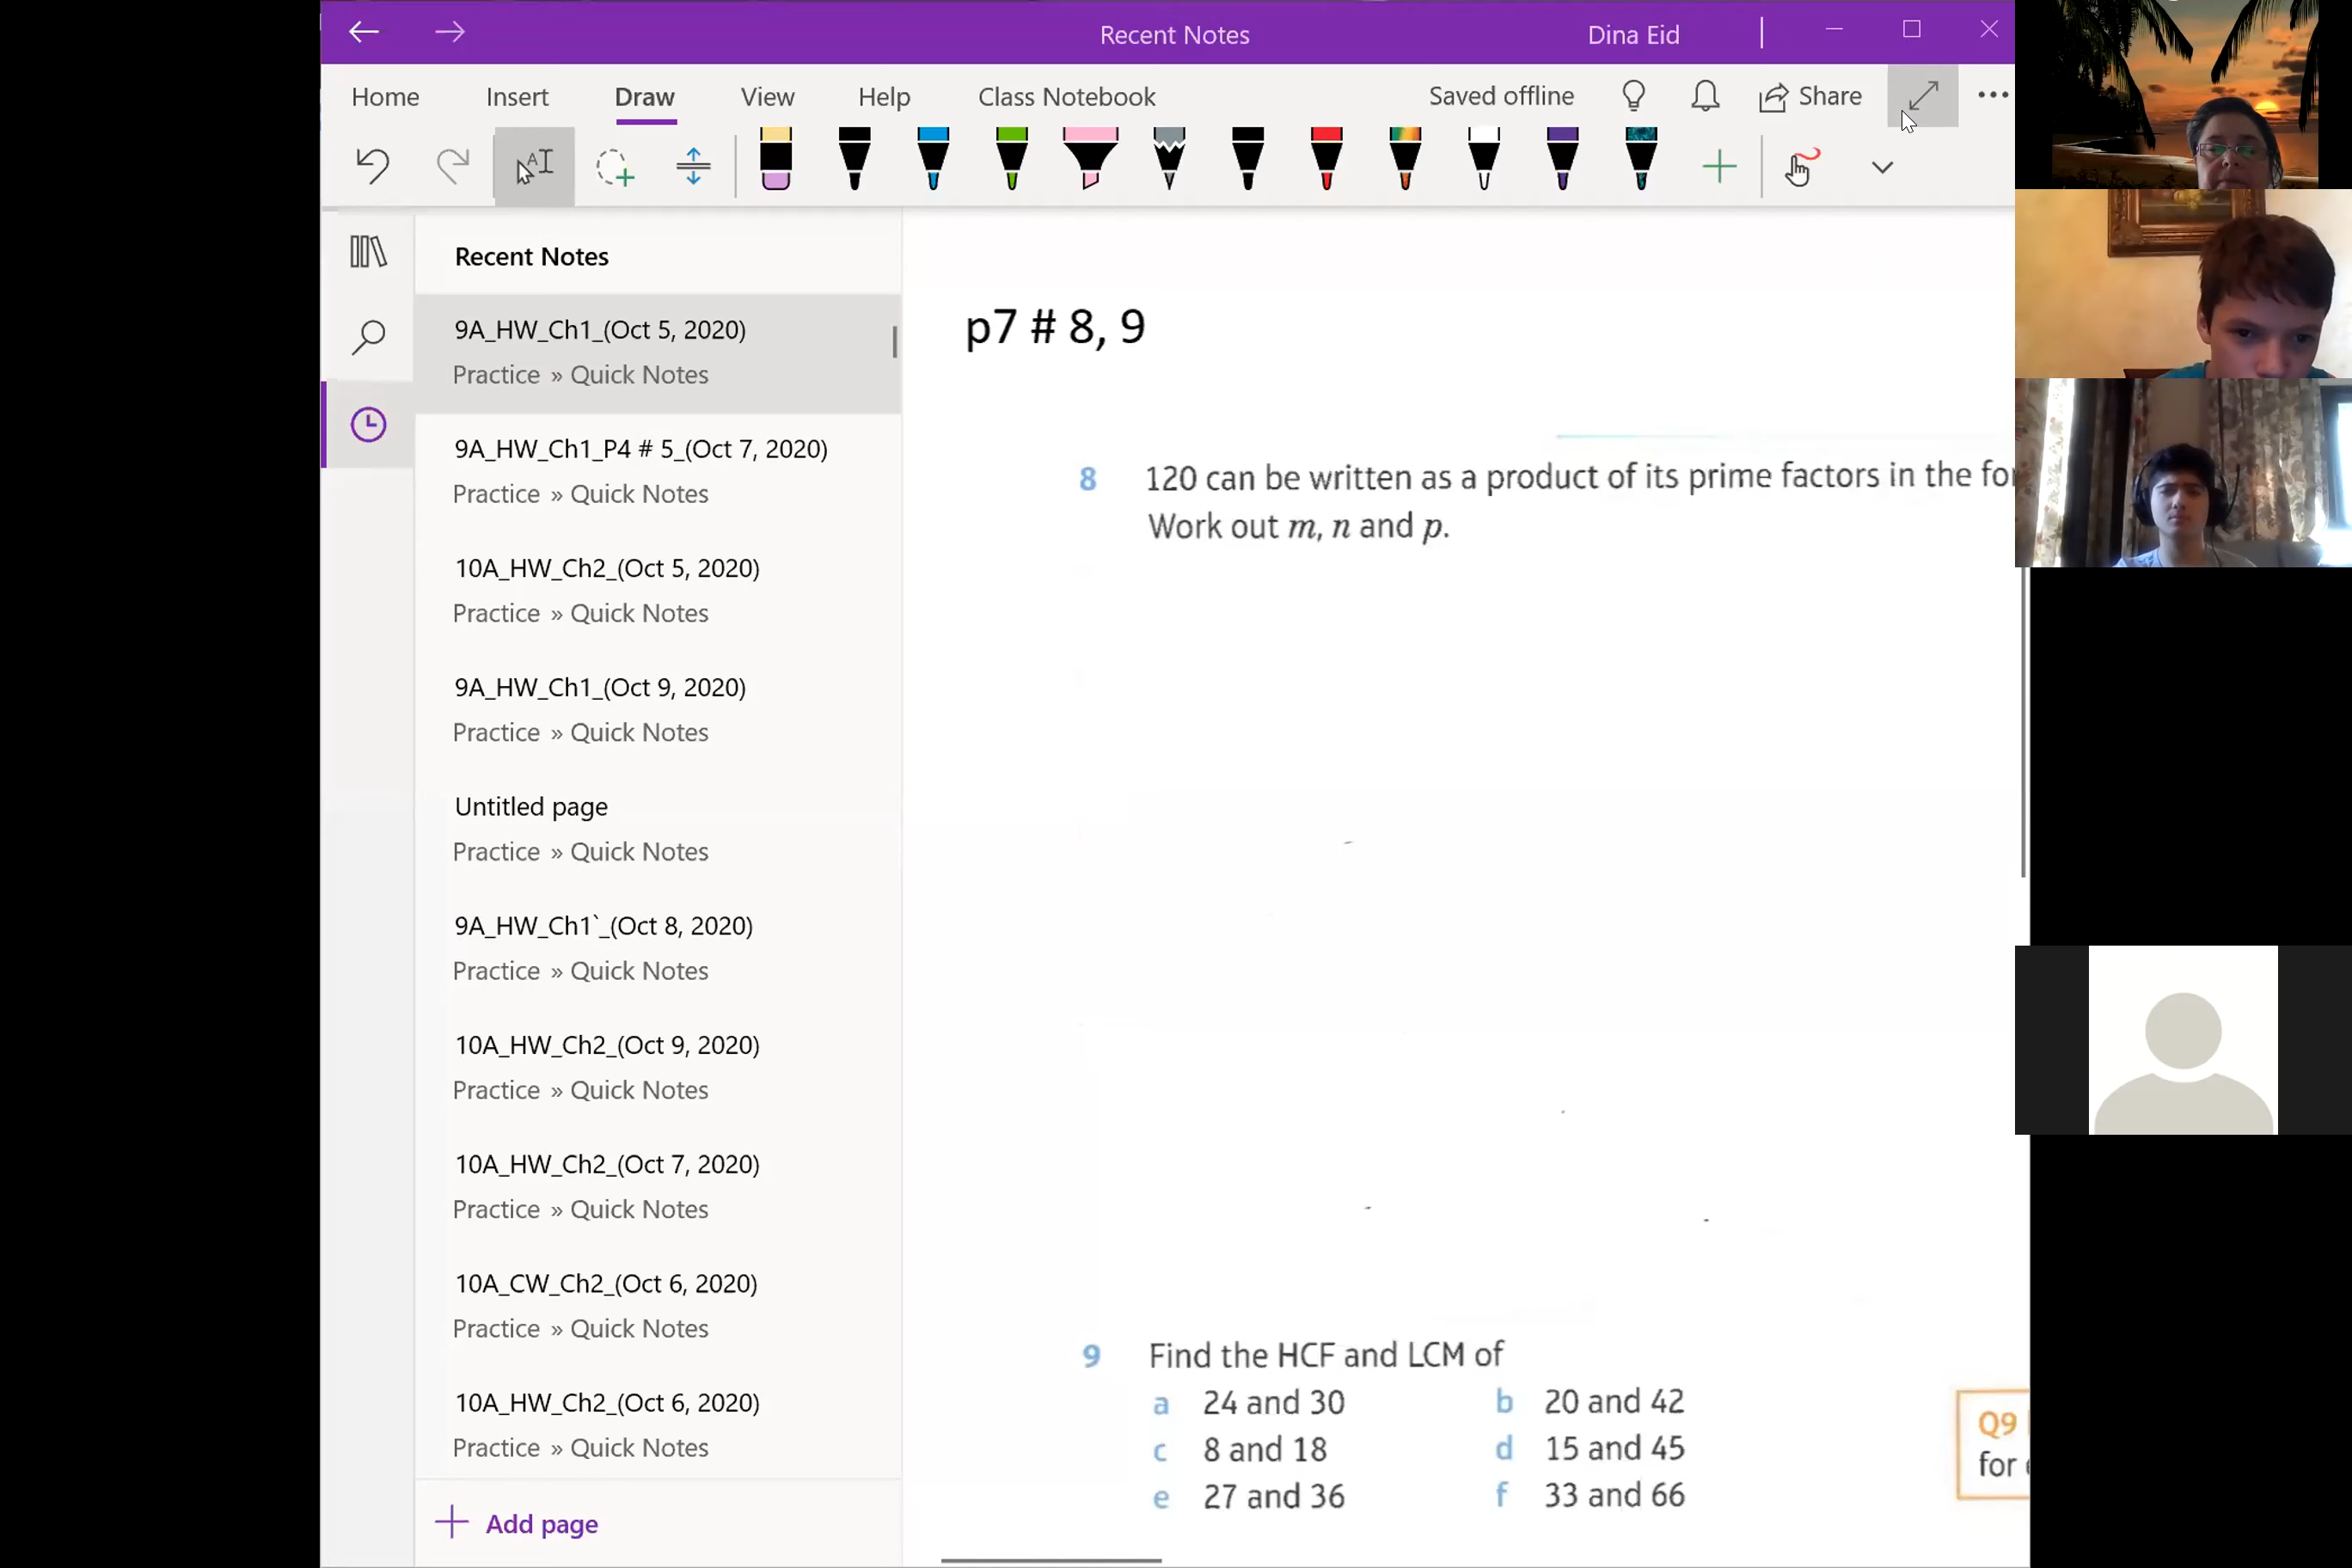 Recent Notes
Dina Eid
Home Insert Draw View Help Class Notebook Saved offline Share
Recent Notes
9A_HW_Ch1_(Oct 5, 2020)
Practice » Quick Notes
9A_HW_Ch1_P4 # 5_(Oct 7, 2020)
Practice » Quick Notes
10A_HW_Ch2_(Oct 5, 2020)
Practice » Quick Notes
9A_HW_Ch1_(Oct 9, 2020)
Practice » Quick Notes
Untitled page
Practice » Quick Notes
9A_HW_Ch1`_(Oct 8, 2020)
Practice » Quick Notes
10A_HW_Ch2_(Oct 9, 2020)
Practice » Quick Notes
10A_HW_Ch2_(Oct 7, 2020)
Practice » Quick Notes
10A_CW_Ch2_(Oct 6, 2020)
Practice » Quick Notes
10A_HW_Ch2_(Oct 6, 2020)
Practice » Quick Notes
Add page
p7 # 8, 9
8 120 can be written as a product of its prime factors in the
Work out m, n and p.
9 Find the HCF and LCM of
a 24 and 30 b 20 and 42
c 8 and 18 d 15 and 45
e 27 and 36 f 33 and 66
Q9
for